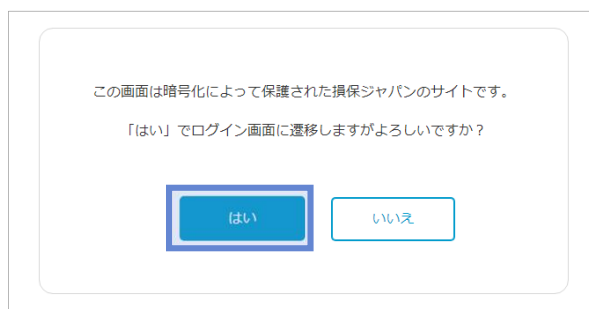 この画面は暗号化によって保護された損保ジャパンのサイトです。
「はい」でログイン画面に遷移しますがよろしいですか？
はい
いいえ